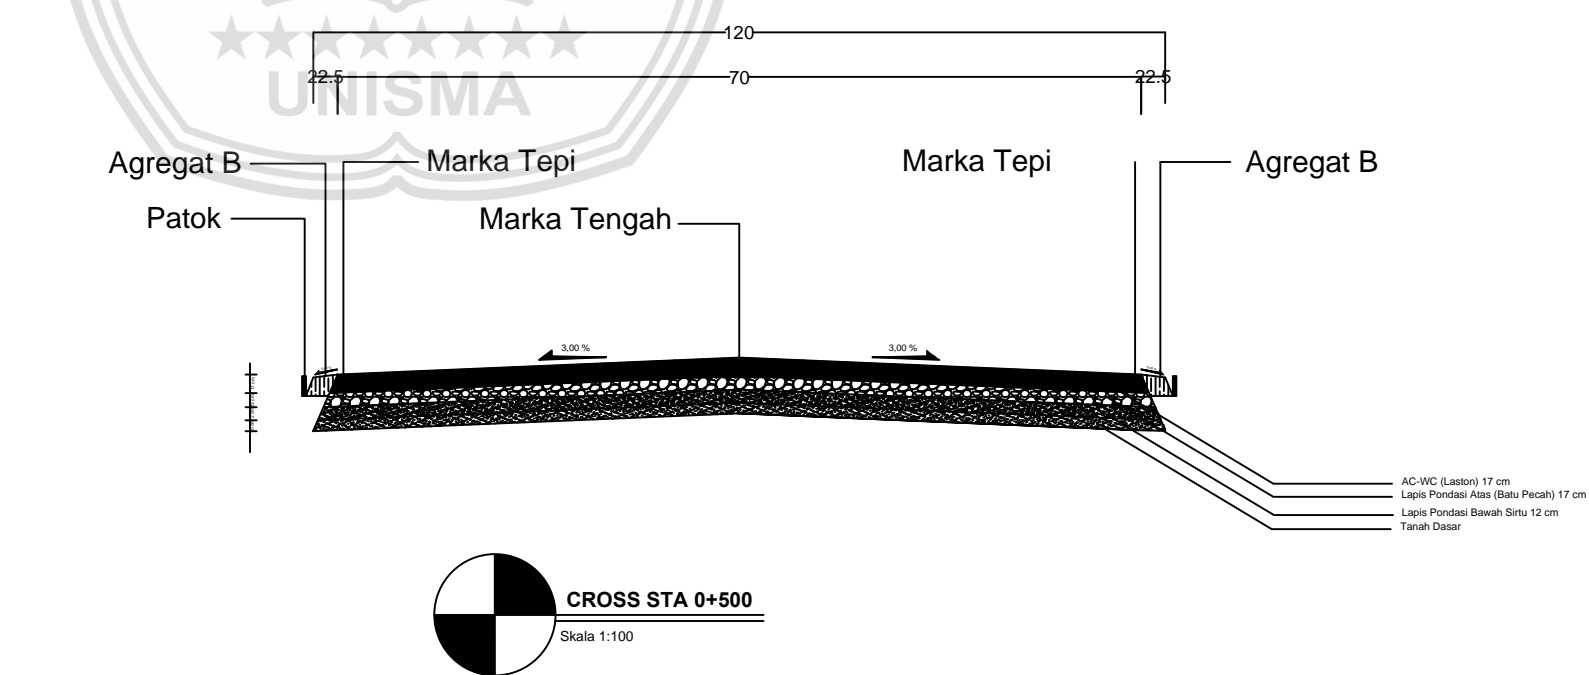 120
22.5
70
22.5
UNISMA
Agregat B
Marka Tepi
Marka Tepi
Agregat B
Patok
Marka Tengah
3,00 %
3,00 %
AC-WC (Laston) 17 cm
Lapis Pondasi Atas (Batu Pecah) 17 cm
Lapis Pondasi Bawah Sirtu 12 cm
Tanah Dasar
CROSS STA 0+500
Skala 1:100